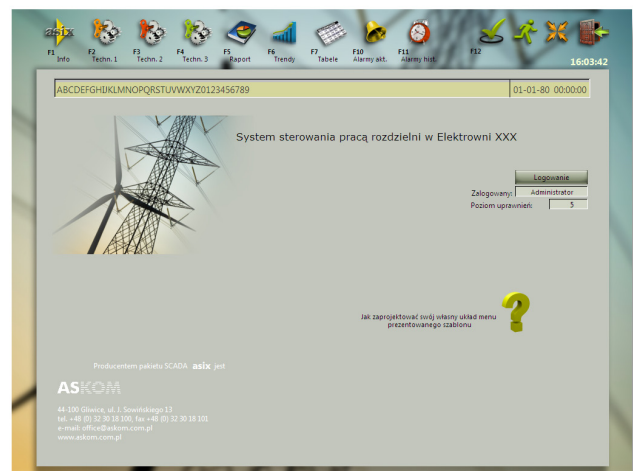 asix
F1 Info
F2 Techn. 1
F3 Techn. 2
F4 Techn. 3
F5 Raport
F6 Trendy
F7 Tabele
F10 Alarmy akt.
F11 Alarmy hist.
F12
16:03:42
ABCDEFGHIJKLMNOPQRSTUVWXYZ0123456789
01-01-80 00:00:00
System sterowania pracą rozdzielni w Elektrowni XXX
Logowanie
Zalogowany: Administrator
Poziom uprawnień: 5
Jak zaprojektować swój własny układ menu
prezentowanego szablonu
Producentem pakietu SCADA asix jest
ASKOM
44-100 Gliwice, ul. J. Sowińskiego 13
tel. +48 (0) 32 30 18 100, fax +48 (0) 32 30 18 101
e-mail: office@askom.com.pl
www.askom.com.pl